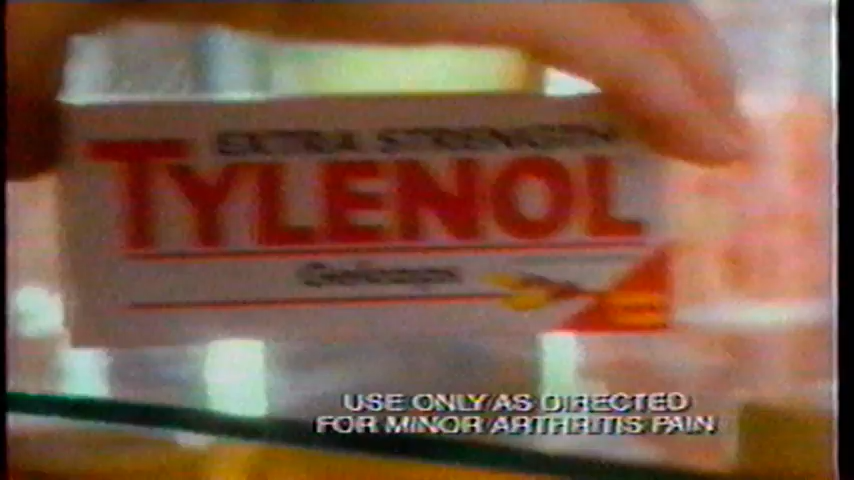 EXTRA STRENGTH
TYLENOL
Gelcaps
USE ONLY AS DIRECTED
FOR MINOR ARTHRITIS PAIN